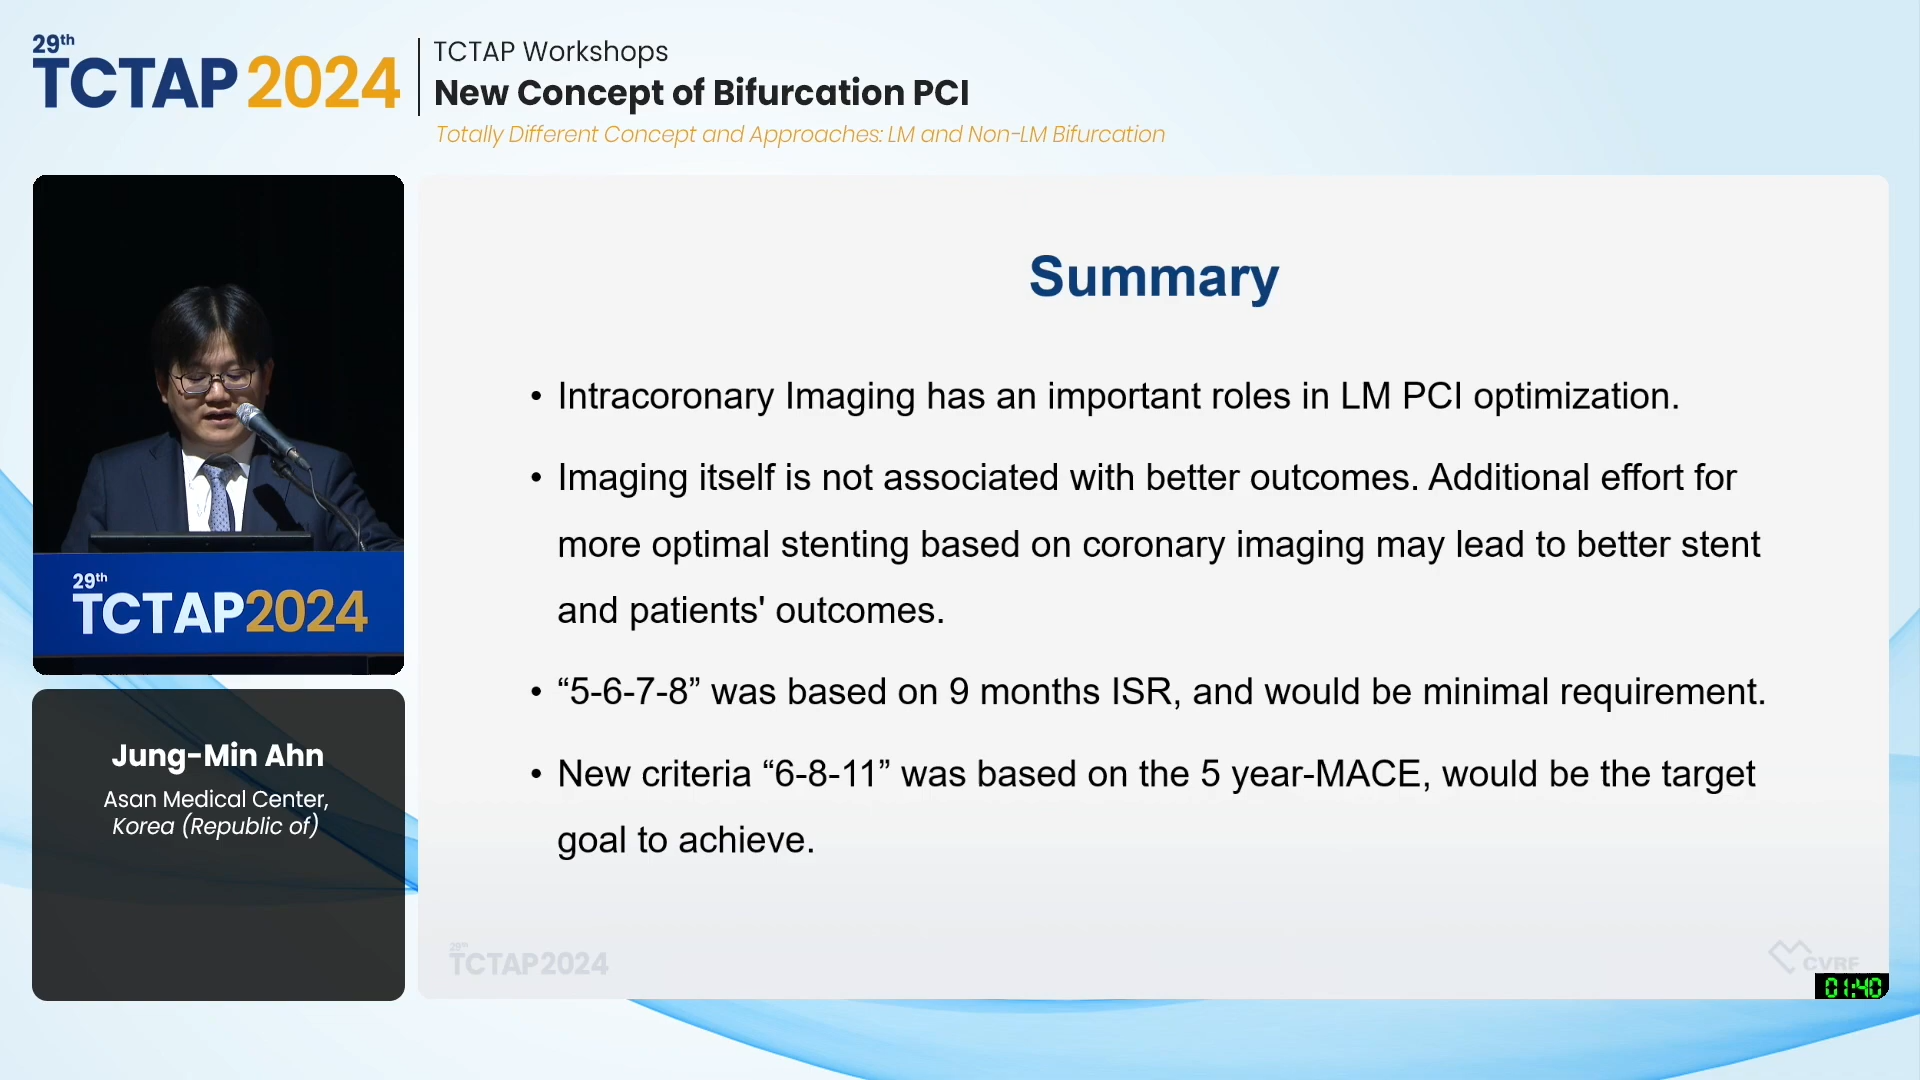 29th
TCTAP 2024
TCTAP Workshops
New Concept of Bifurcation PCI
Totally Different Concept and Approaches: LM and Non-LM Bifurcation
29th
TCTAP2024
Jung-Min Ahn
Asan Medical Center,
Korea (Republic of)
Summary
• Intracoronary Imaging has an important roles in LM PCI optimization.
• Imaging itself is not associated with better outcomes. Additional effort for
more optimal stenting based on coronary imaging may lead to better stent
and patients' outcomes.
• “5-6-7-8” was based on 9 months ISR, and would be minimal requirement.
• New criteria “6-8-11” was based on the 5 year-MACE, would be the target
goal to achieve.
29th
TCTAP2024
CVRF
01:40